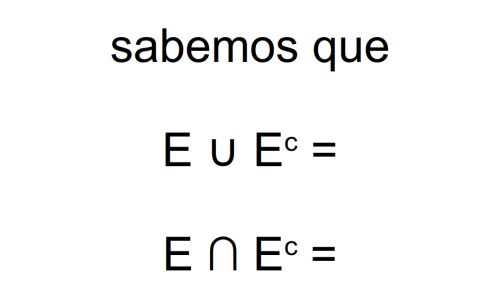 sabemos que
E ∪ Eᶜ =
E ∩ Eᶜ =